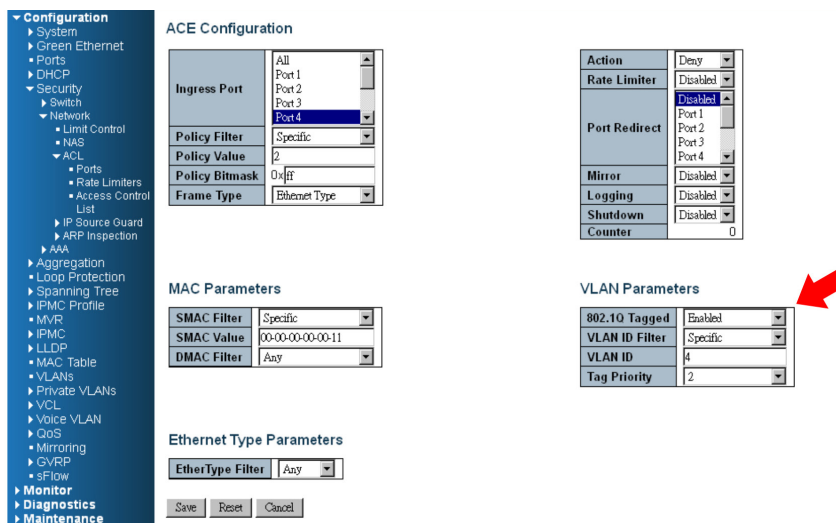 Configuration
System
Green Ethernet
Ports
DHCP
Security
Switch
Network
Limit Control
NAS
ACL
Ports
Rate Limiters
Access Control
List
IP Source Guard
ARP Inspection
AAA
Aggregation
Loop Protection
Spanning Tree
IPMC Profile
MVR
IPMC
LLDP
MAC Table
VLANs
Private VLANs
VCL
Voice VLAN
QoS
Mirroring
GVRP
sFlow
Monitor
Diagnostics
Maintenance
ACE Configuration
Ingress Port
All
Port 1
Port 2
Port 3
Port 4
Policy Filter Specific
Policy Value 2
Policy Bitmask 0xff
Frame Type Ethernet Type
Action Deny
Rate Limiter Disabled
Port Redirect
Disabled
Port 1
Port 2
Port 3
Port 4
Mirror Disabled
Logging Disabled
Shutdown Disabled
Counter 0
MAC Parameters
SMAC Filter Specific
SMAC Value 00-00-00-00-00-11
DMAC Filter Any
VLAN Parameters
802.1Q Tagged Enabled
VLAN ID Filter Specific
VLAN ID 4
Tag Priority 2
Ethernet Type Parameters
EtherType Filter Any
Save Reset Cancel